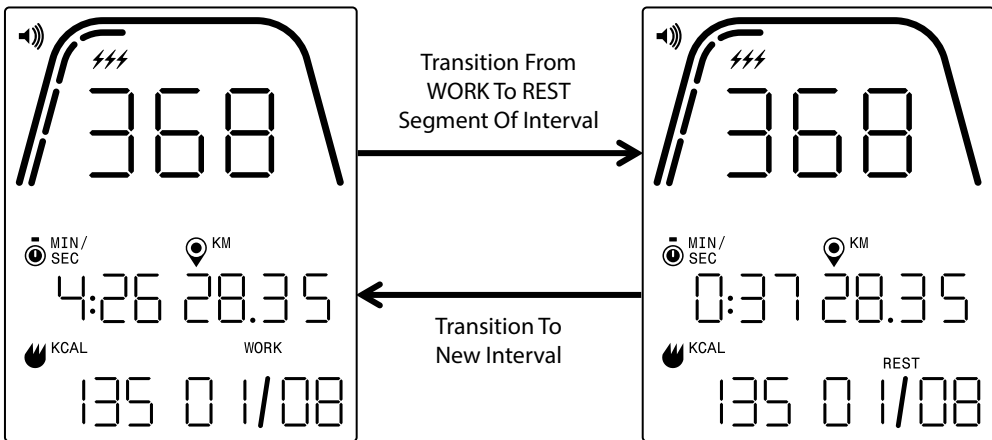 368
MIN/
SEC
KM
4:26 28.35
KCAL
WORK
135 01/08
Transition From
WORK To REST
Segment Of Interval
Transition To
New Interval
368
MIN/
SEC
KM
0:37 28.35
KCAL
REST
135 01/08